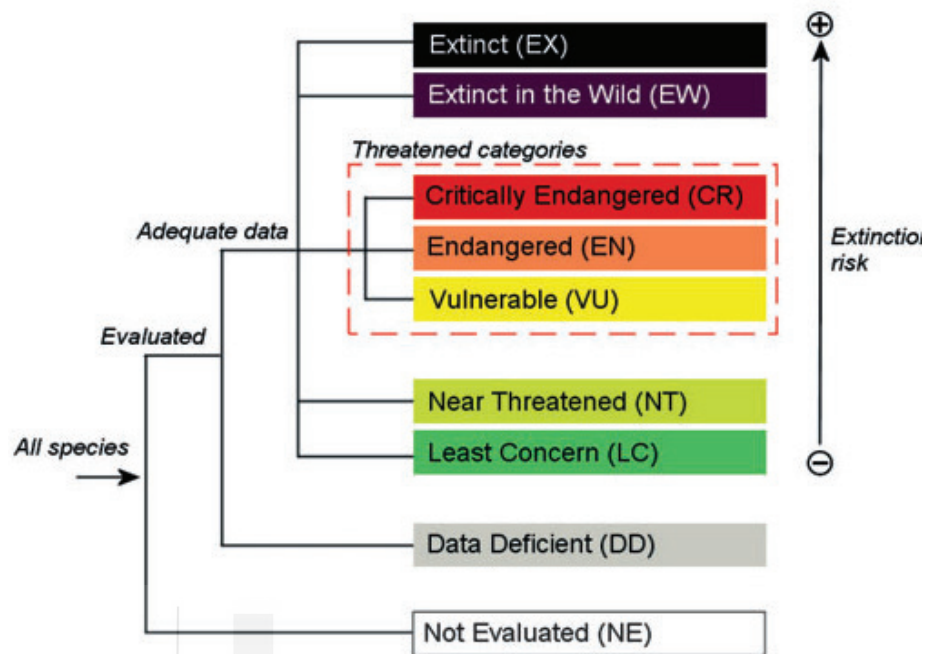 Extinct (EX)
Extinct in the Wild (EW)
Threatened categories
Critically Endangered (CR)
Adequate data
Endangered (EN)
Extinction
risk
Vulnerable (VU)
Evaluated
Near Threatened (NT)
All species
Least Concern (LC)
Data Deficient (DD)
Not Evaluated (NE)